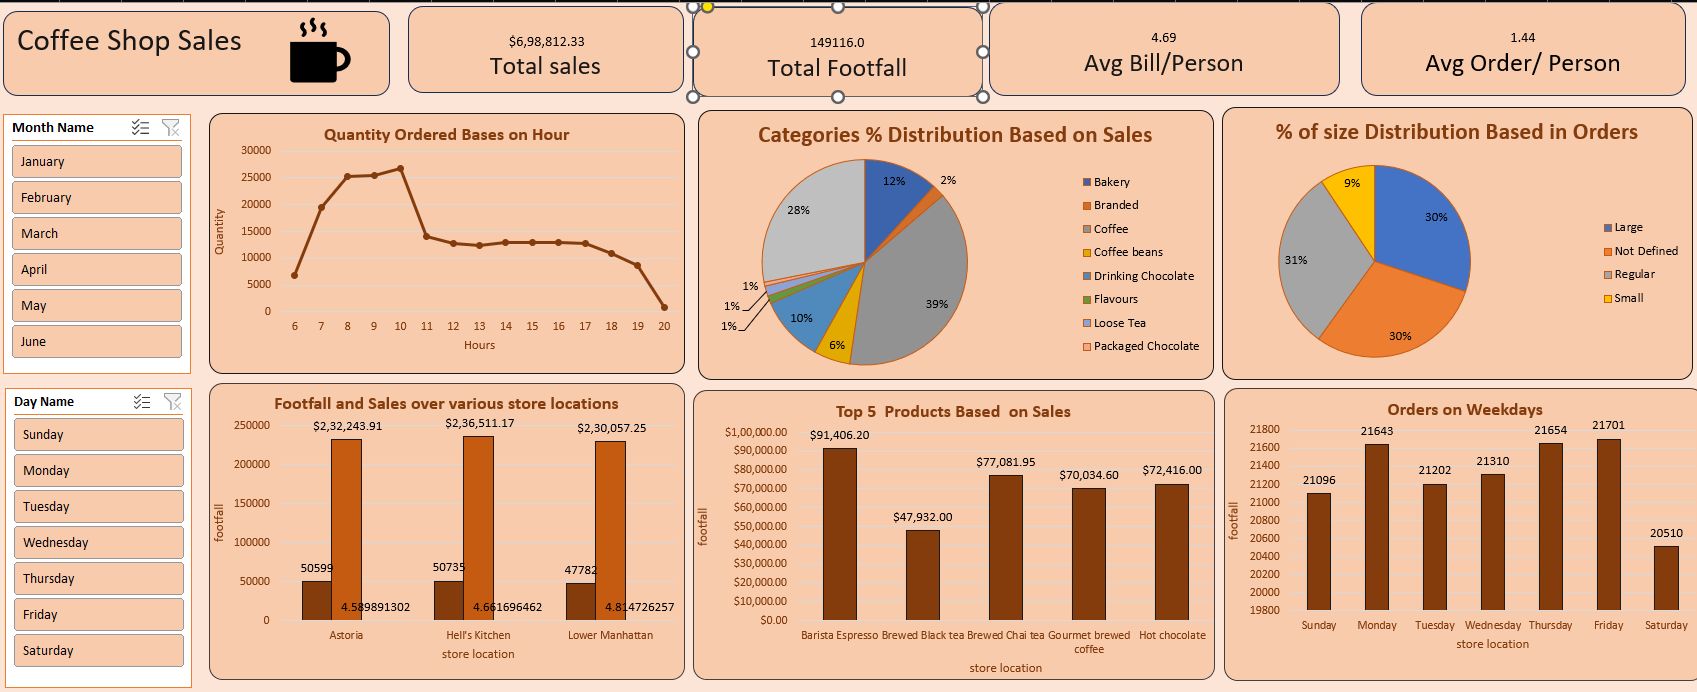 Coffee Shop Sales
$6,98,812.33
Total sales
149116.0
Total Footfall
4.69
Avg Bill/Person
1.44
Avg Order/ Person
Month Name
January
February
March
April
May
June
Quantity Ordered Bases on Hour
Quantity
30000
25000
20000
15000
10000
5000
0
6 7 8 9 10 11 12 13 14 15 16 17 18 19 20
Hours
Categories % Distribution Based on Sales
12%
2%
28%
39%
1%
1%
1%
10%
6%
Bakery
Branded
Coffee
Coffee beans
Drinking Chocolate
Flavours
Loose Tea
Packaged Chocolate
% of size Distribution Based in Orders
9%
30%
31%
30%
Large
Not Defined
Regular
Small
Day Name
Sunday
Monday
Tuesday
Wednesday
Thursday
Friday
Saturday
Footfall and Sales over various store locations
footfall
250000
200000
150000
100000
50000
0
$2,32,243.91
$2,36,511.17
$2,30,057.25
50599
50735
47782
4.589891302
4.661696462
4.814726257
Astoria
Hell's Kitchen
Lower Manhattan
store location
Top 5 Products Based on Sales
footfall
$1,00,000.00
$90,000.00
$80,000.00
$70,000.00
$60,000.00
$50,000.00
$40,000.00
$30,000.00
$20,000.00
$10,000.00
$0.00
$91,406.20
$47,932.00
$77,081.95
$70,034.60
$72,416.00
Barista Espresso
Brewed Black tea
Brewed Chai tea
Gourmet brewed
coffee
Hot chocolate
store location
Orders on Weekdays
footfall
21800
21600
21400
21200
21000
20800
20600
20400
20200
20000
19800
21096
21643
21202
21310
21654
21701
20510
Sunday
Monday
Tuesday
Wednesday
Thursday
Friday
Saturday
store location